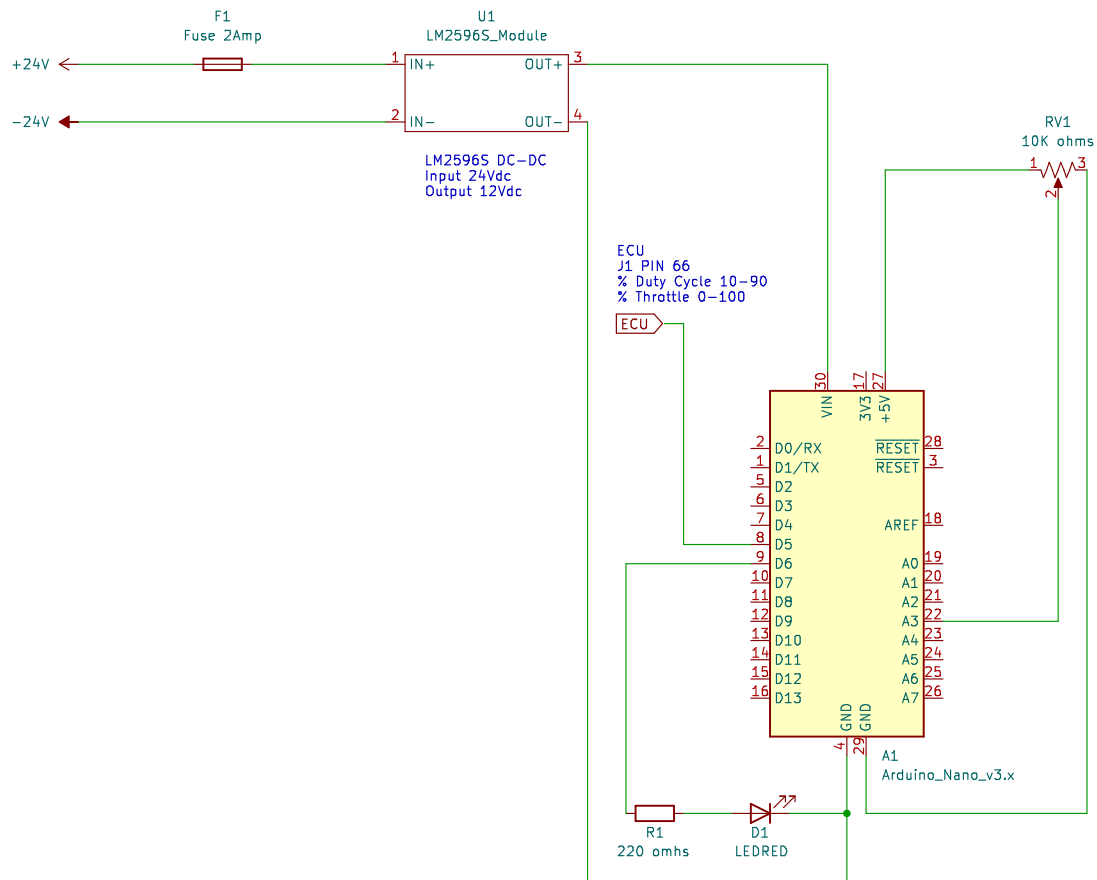 F1
Fuse 2Amp
U1
LM2596S_Module
+24V
1
IN+
OUT+
3
-24V
2
IN-
OUT-
4
LM2596S DC-DC
Input 24Vdc
Output 12Vdc
RV1
10K ohms
1
3
2
ECU
J1 PIN 66
% Duty Cycle 10-90
% Throttle 0-100
ECU
30
17
27
VIN
3V3
+5V
2 D0/RX
RESET 28
1 D1/TX
RESET 3
5 D2
6 D3
7 D4
AREF 18
8 D5
9 D6
A0 19
10 D7
A1 20
11 D8
A2 21
12 D9
A3 22
13 D10
A4 23
14 D11
A5 24
15 D12
A6 25
16 D13
A7 26
GND
GND
4
29
A1
Arduino_Nano_v3.x
R1
220 omhs
D1
LEDRED